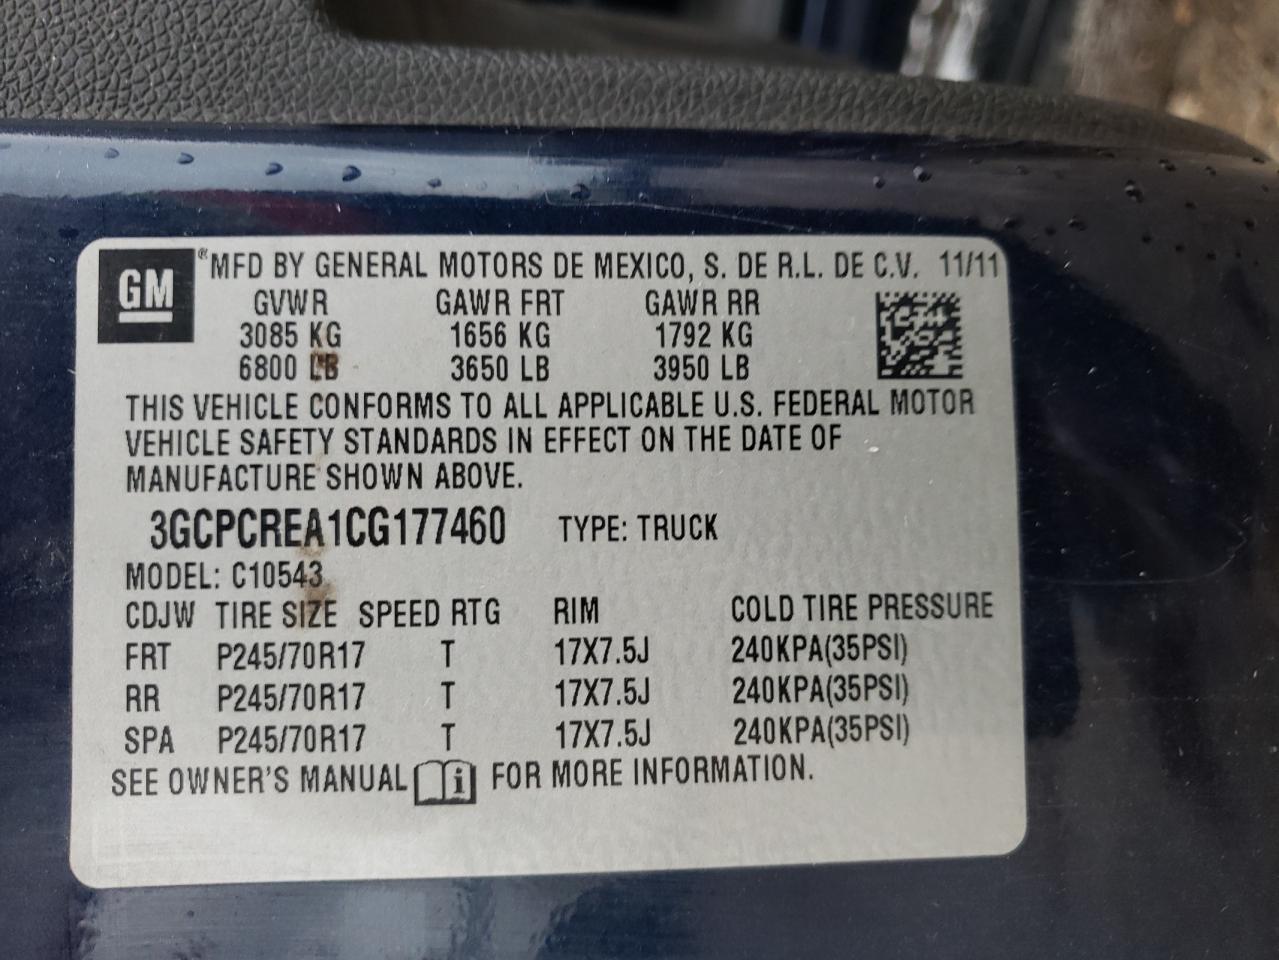 GM ® MFD BY GENERAL MOTORS DE MEXICO, S. DE R.L. DE C.V. 11/11
GVWR GAWR FRT GAWR RR
3085 KG 1656 KG 1792 KG
6800 LB 3650 LB 3950 LB
THIS VEHICLE CONFORMS TO ALL APPLICABLE U.S. FEDERAL MOTOR
VEHICLE SAFETY STANDARDS IN EFFECT ON THE DATE OF
MANUFACTURE SHOWN ABOVE.
3GCPCREA1CG177460 TYPE: TRUCK
MODEL: C10543
CDJW TIRE SIZE SPEED RTG RIM COLD TIRE PRESSURE
FRT P245/70R17 T 17X7.5J 240KPA(35PSI)
RR P245/70R17 T 17X7.5J 240KPA(35PSI)
SPA P245/70R17 T 17X7.5J 240KPA(35PSI)
SEE OWNER'S MANUAL i FOR MORE INFORMATION.